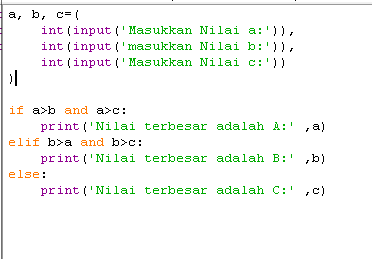 a, b, c=(
    int(input('Masukkan Nilai a:')),
    int(input('masukkan nilai b:')),
    int(input('Masukkan Nilai c:'))
)
if a>b and a>c:
    print('Nilai terbesar adalah A:' ,a)
elif b>a and b>c:
    print('Nilai terbesar adalah B:' ,b)
else:
    print('Nilai terbesar adalah C:' ,c)